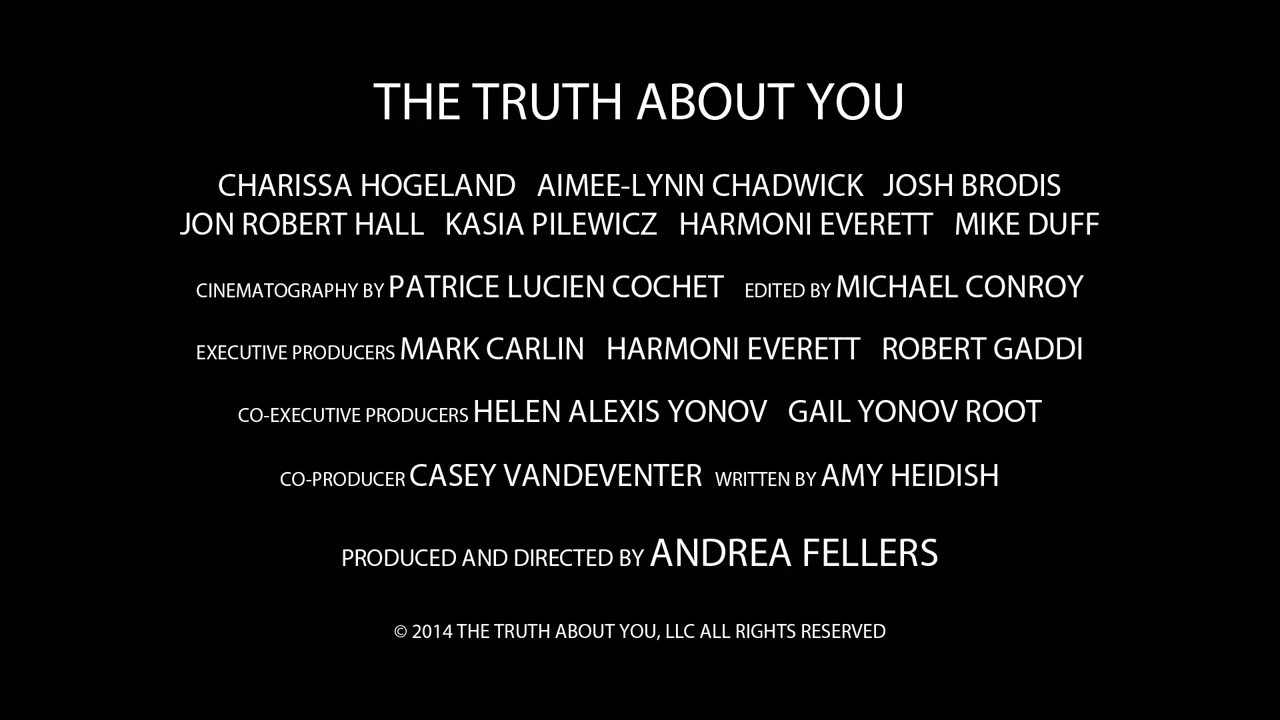 THE TRUTH ABOUT YOU
CHARISSA HOGELAND AIMEE-LYNN CHADWICK JOSH BRODIS
JON ROBERT HALL KASIA PILEWICZ HARMONI EVERETT MIKE DUFF
CINEMATOGRAPHY BY PATRICE LUCIEN COCHET EDITED BY MICHAEL CONROY
EXECUTIVE PRODUCERS MARK CARLIN HARMONI EVERETT ROBERT GADDI
CO-EXECUTIVE PRODUCERS HELEN ALEXIS YONOV GAIL YONOV ROOT
CO-PRODUCER CASEY VANDEVENTER WRITTEN BY AMY HEIDISH
PRODUCED AND DIRECTED BY ANDREA FELLERS
© 2014 THE TRUTH ABOUT YOU, LLC ALL RIGHTS RESERVED